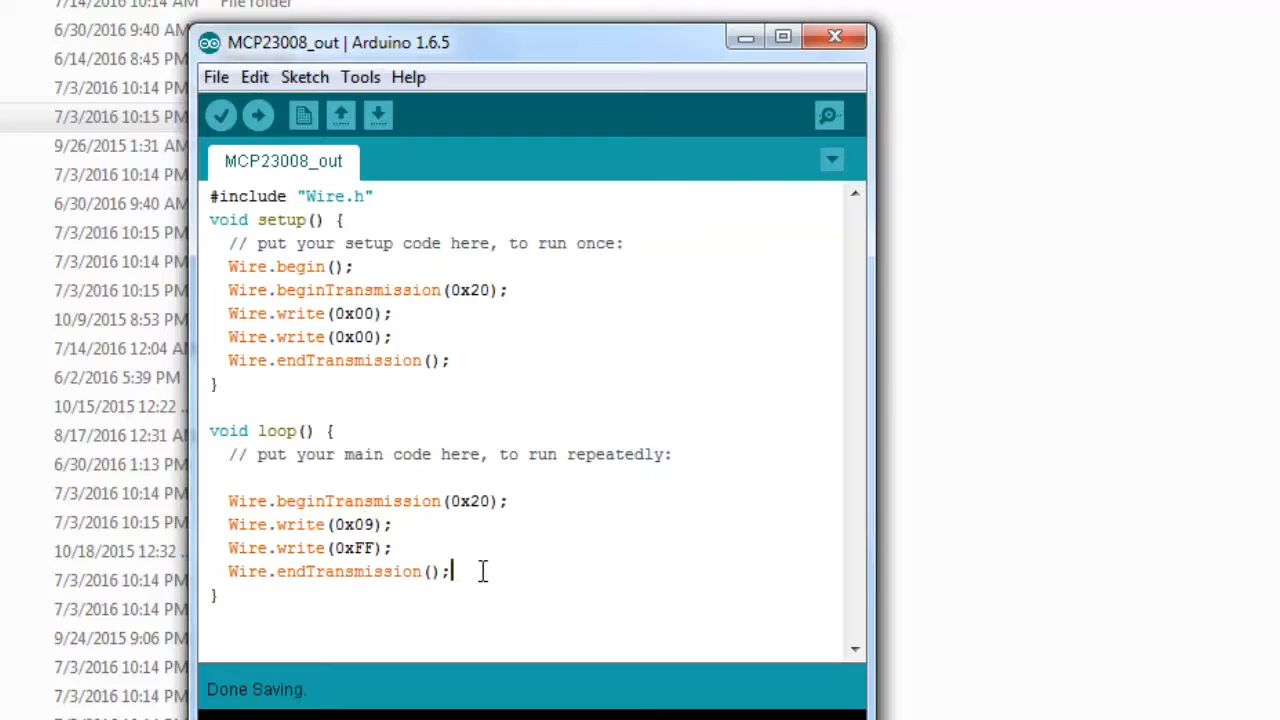 7/14/2016 10:14 AM File folder
6/30/2016 9:40 AM
6/14/2016 8:45 PM
7/3/2016 10:14 PM
7/3/2016 10:15 PM
9/26/2015 1:31 AM
7/3/2016 10:14 PM
6/30/2016 9:40 AM
7/3/2016 10:15 PM
7/3/2016 10:14 PM
7/3/2016 10:15 PM
10/9/2015 8:53 PM
7/14/2016 12:04 AM
6/2/2016 5:39 PM
10/15/2015 12:22 ..
8/17/2016 12:31 AM
6/30/2016 1:13 PM
7/3/2016 10:14 PM
7/3/2016 10:15 PM
10/18/2015 12:32 ..
7/3/2016 10:14 PM
7/3/2016 10:14 PM
9/24/2015 9:06 PM
7/3/2016 10:14 PM
7/3/2016 10:14 PM
MCP23008_out | Arduino 1.6.5
File Edit Sketch Tools Help
MCP23008_out
#include "Wire.h"
void setup() {
// put your setup code here, to run once:
Wire.begin();
Wire.beginTransmission(0x20);
Wire.write(0x00);
Wire.write(0x00);
Wire.endTransmission();
}
void loop() {
// put your main code here, to run repeatedly:
Wire.beginTransmission(0x20);
Wire.write(0x09);
Wire.write(0xFF);
Wire.endTransmission();
}
Done Saving.